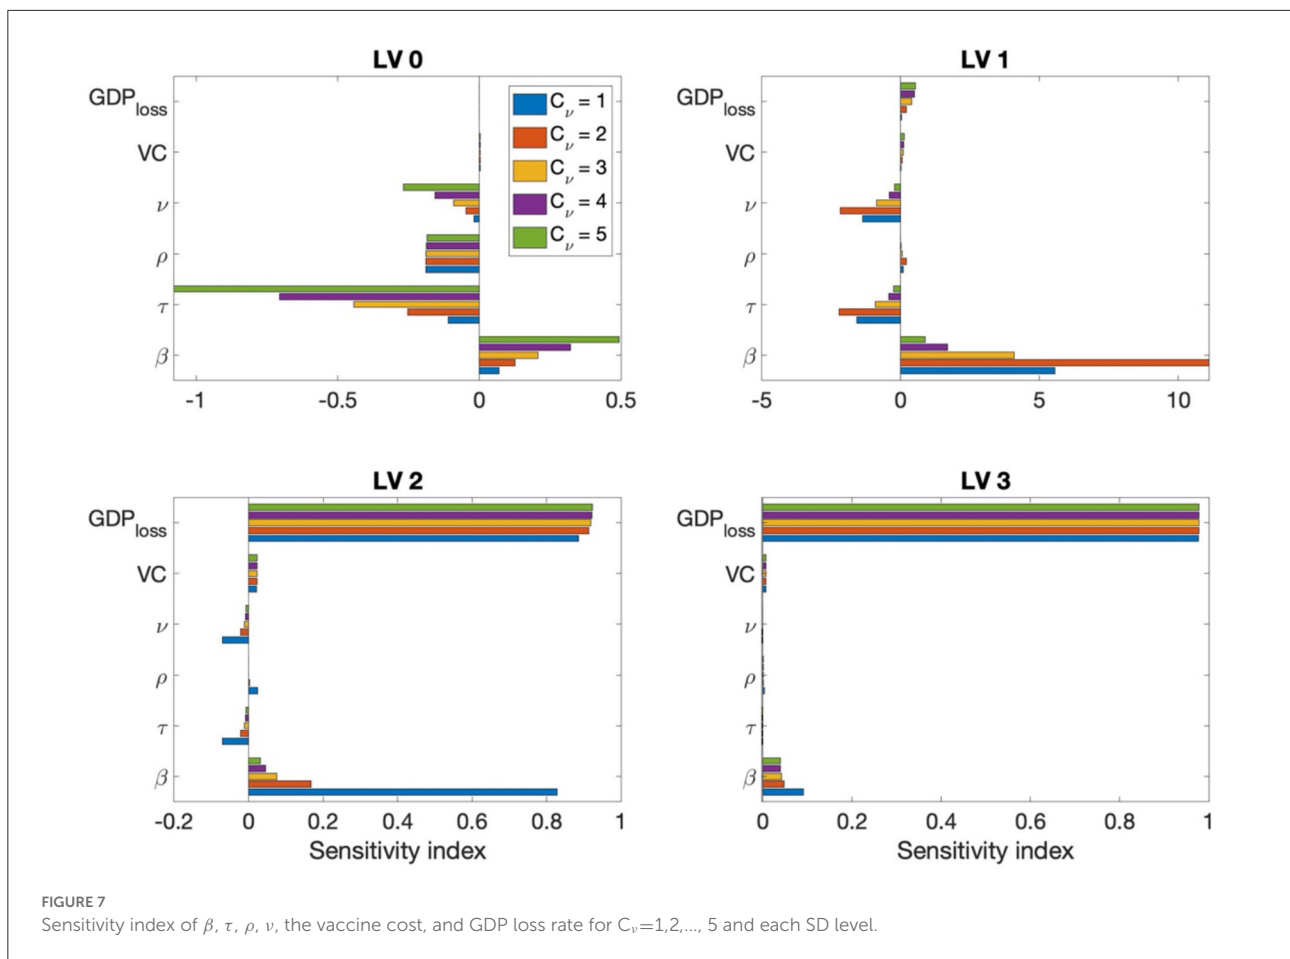 LV 0
GDP_loss
VC
ν
ρ
τ
β
-1 -0.5 0 0.5
C_ν = 1
C_ν = 2
C_ν = 3
C_ν = 4
C_ν = 5
LV 1
GDP_loss
VC
ν
ρ
τ
β
-5 0 5 10
LV 2
GDP_loss
VC
ν
ρ
τ
β
-0.2 0 0.2 0.4 0.6 0.8 1
Sensitivity index
LV 3
GDP_loss
VC
ν
ρ
τ
β
0 0.2 0.4 0.6 0.8 1
Sensitivity index
FIGURE 7
Sensitivity index of β, τ, ρ, ν, the vaccine cost, and GDP loss rate for C_ν=1,2,..., 5 and each SD level.